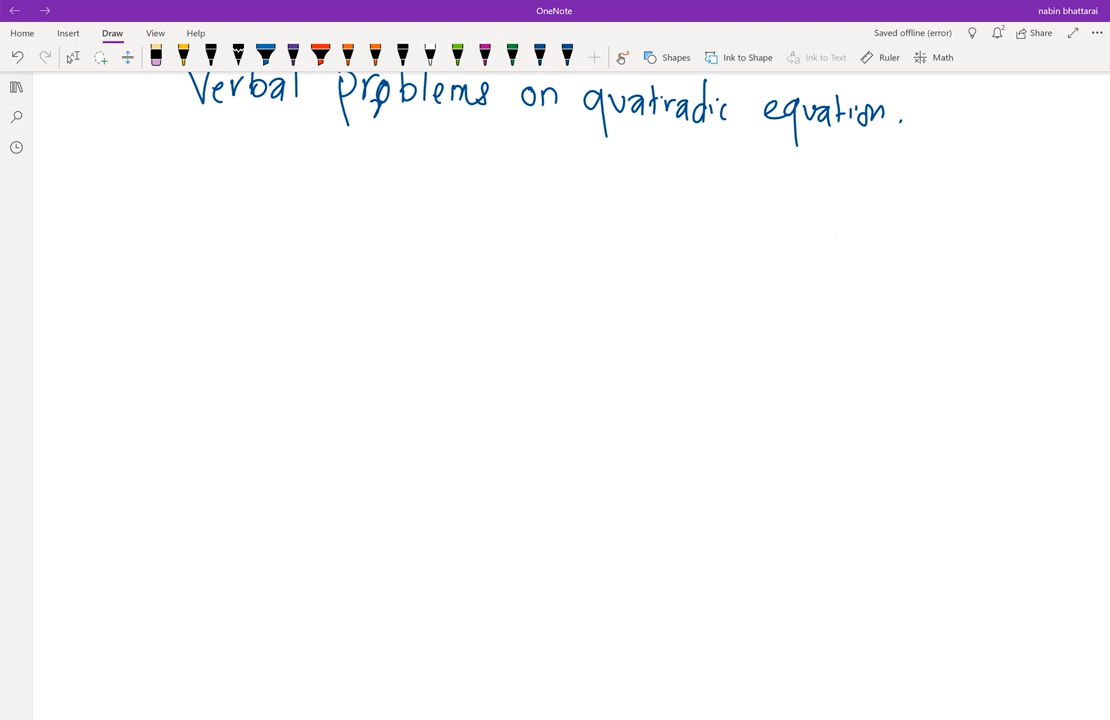 OneNote
nabin bhattarai
Home Insert Draw View Help
Saved offline (error)
2
Share
Shapes
Ink to Shape
Ink to Text
Ruler
Math
Verbal Problems on quatradic equation.